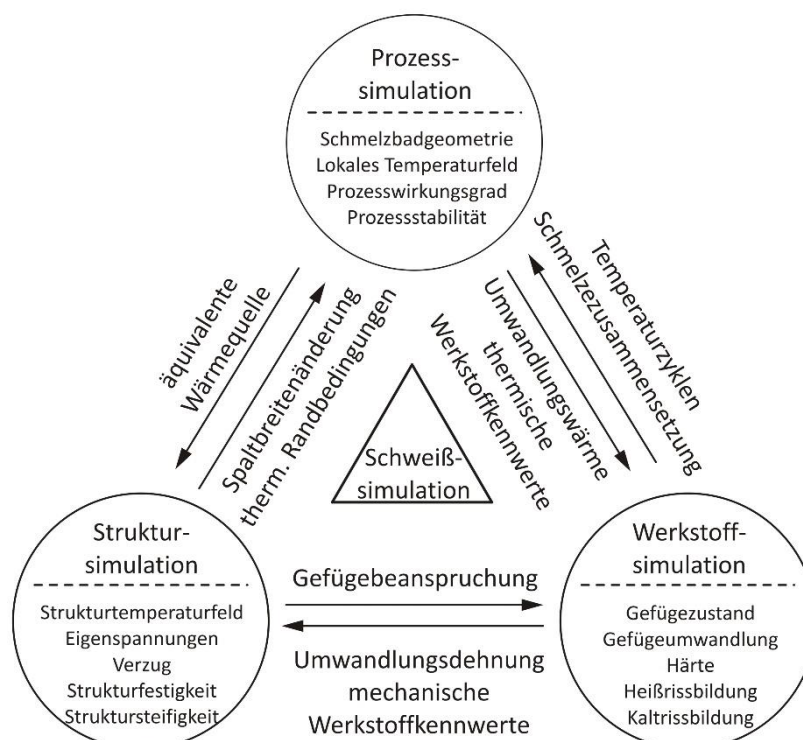 Prozess-
simulation
Schmelzbadgeometrie
Lokales Temperaturfeld
Prozesswirkungsgrad
Prozessstabilität
äquivalente
Wärmequelle
Spaltbreitenänderung
therm. Randbedingungen
Werkstoffkennwerte
thermische
Umwandlungswärme
Temperaturzyklen
Schmelzezusammensetzung
Schweiß-
simulation
Struktur-
simulation
Strukturtemperaturfeld
Eigenspannungen
Verzug
Strukturfestigkeit
Struktursteifigkeit
Gefügebeanspruchung
Umwandlungsdehnung
mechanische
Werkstoffkennwerte
Werkstoff-
simulation
Gefügezustand
Gefügeumwandlung
Härte
Heißrissbildung
Kaltrissbildung